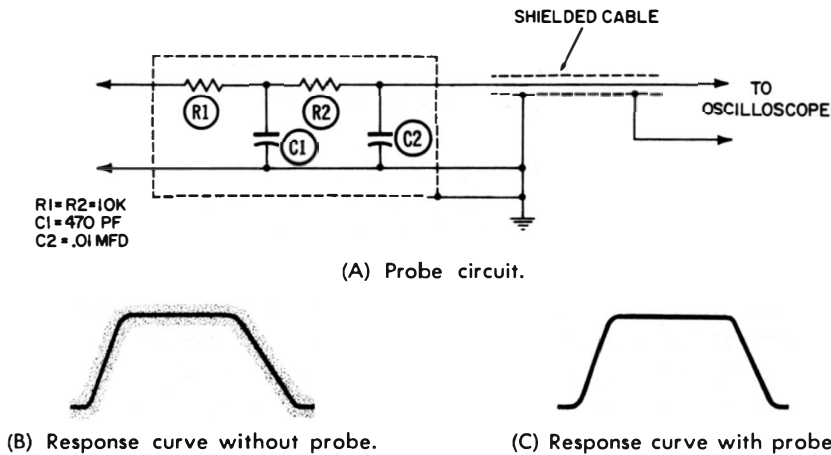 SHIELDED CABLE
R1
R2
C1
C2
TO
OSCILLOSCOPE
R1=R2=10K
C1=470 PF
C2=.01 MFD
(A) Probe circuit.
(B) Response curve without probe.
(C) Response curve with probe